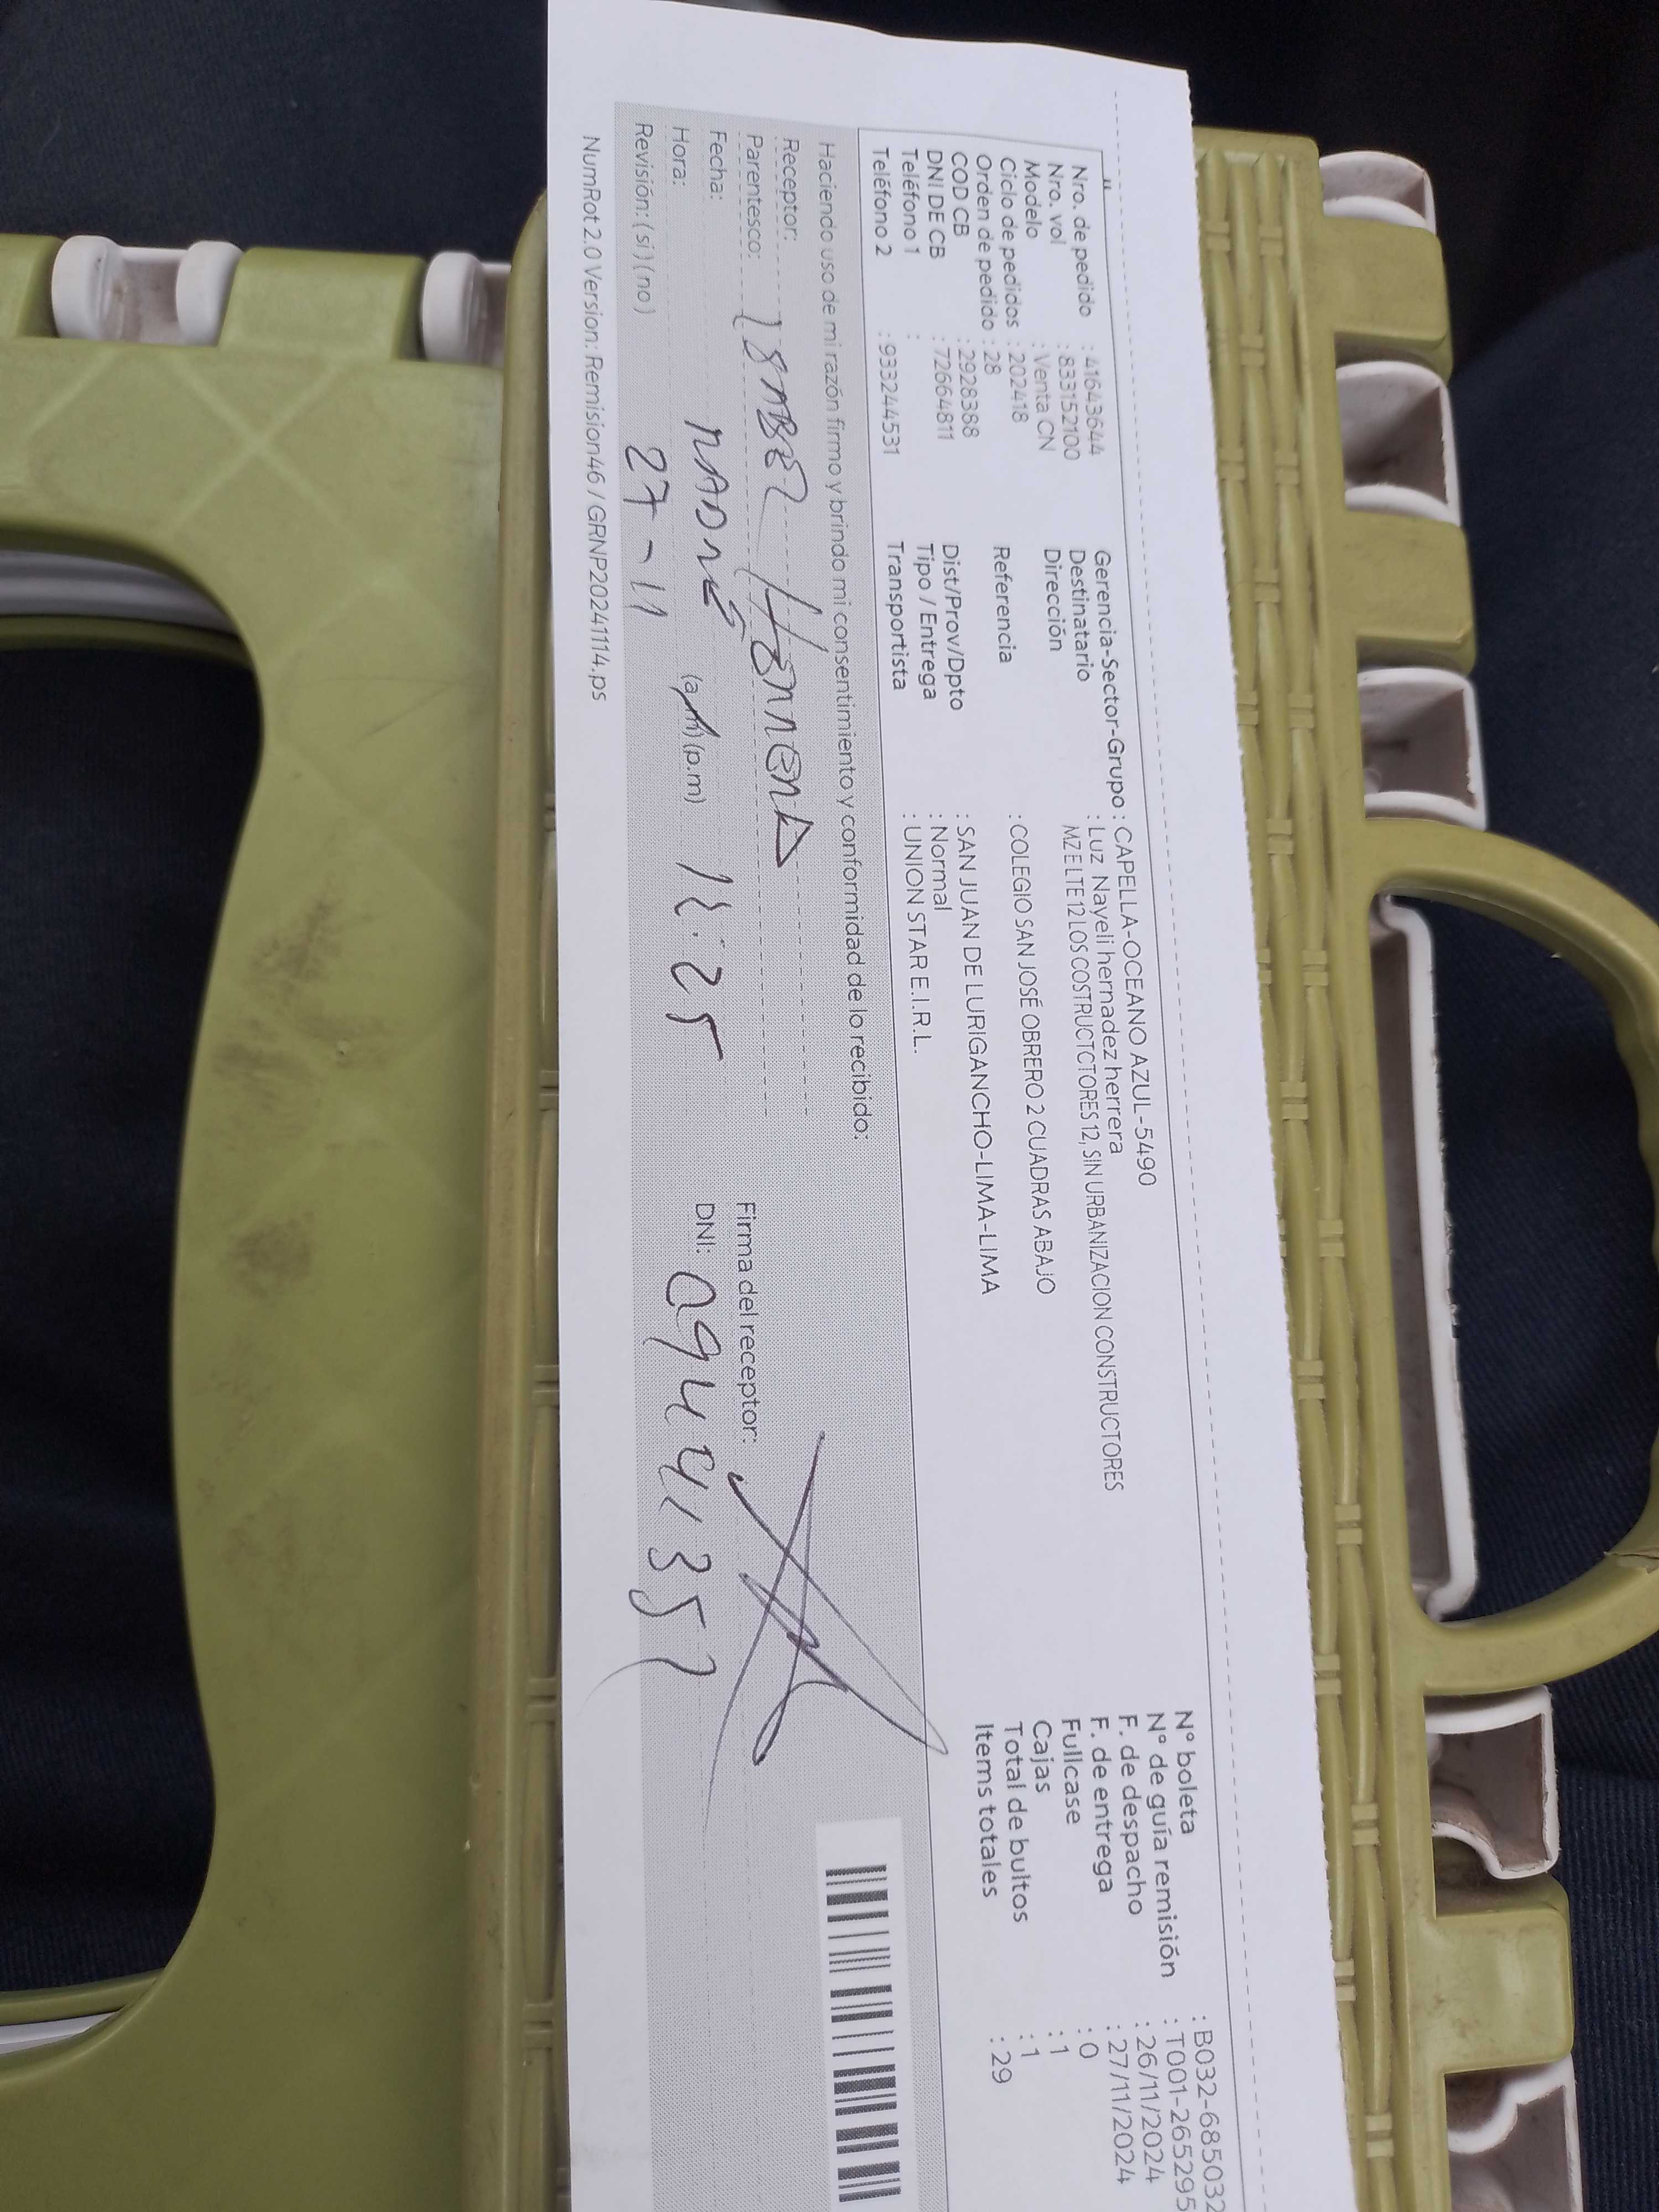 Nro. de pedido : 41643644
Nro. vol : 833152100
Modelo : Venta CN
Ciclo de pedidos : 202418
Orden de pedido : 28
COD CB : 2928388
DNI DE CB : 72664811
Teléfono 1 :
Teléfono 2 : 933244531
Gerencia-Sector-Grupo : CAPELLA-OCEANO AZUL-5490
Destinatario : Luz Nayeli hernadez herrera
Dirección MZ E LTE 12 LOS COSTRUCTCTORES 12, SIN URBANIZACION CONSTRUCTORES
Referencia : COLEGIO SAN JOSÉ OBRERO 2 CUADRAS ABAJO
Dist/Prov/Dpto : SAN JUAN DE LURIGANCHO-LIMA-LIMA
Tipo / Entrega : Normal
Transportista : UNION STAR E.I.R.L.
N° boleta : B032-685032
N° de guía remisión : T001-265295
F. de despacho : 26/11/2024
F. de entrega : 27/11/2024
Fullcase : 0
Cajas : 1
Total de bultos : 1
Items totales : 29
Haciendo uso de mi razón firmo y brindo mi consentimiento y conformidad de lo recibido:
Receptor:
Parentesco: MADRE
Fecha: 27-11
Hora: (a.m) (p.m) 12:25
Revisión: (si) (no)
Firma del receptor:
DNI: 09441357
NumRot 2.0 Version: Remision46 / GRNP20241114.ps